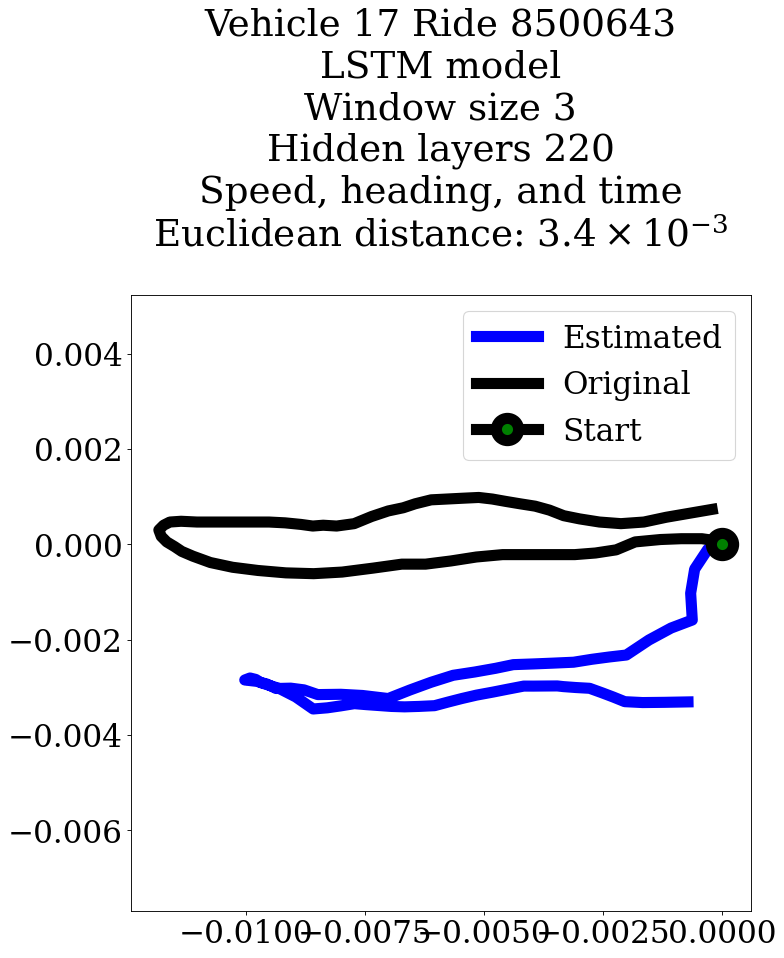 Vehicle 17 Ride 8500643
LSTM model
Window size 3
Hidden layers 220
Speed, heading, and time
Euclidean distance: 3.4 × 10⁻³
Estimated
Original
Start
0.004
0.002
0.000
−0.002
−0.004
−0.006
−0.0100 −0.0075 −0.0050 −0.0025 0.0000